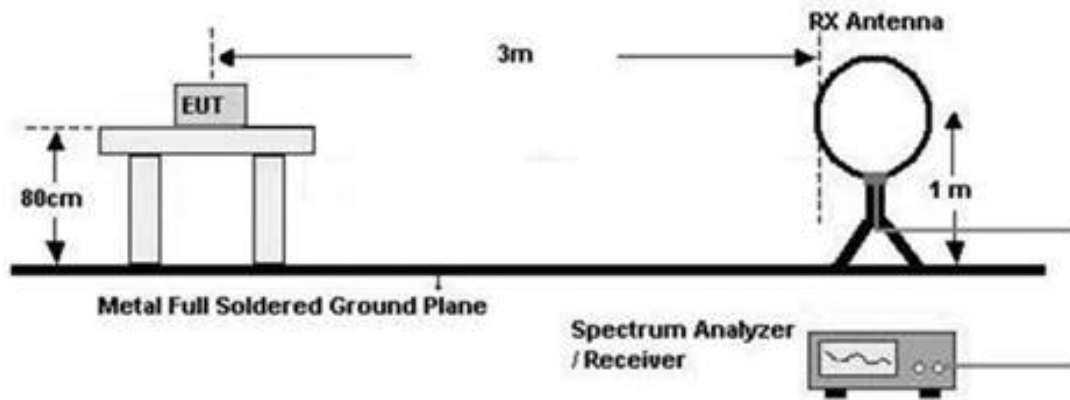 RX Antenna
3m
EUT
80cm
1 m
Metal Full Soldered Ground Plane
Spectrum Analyzer
/ Receiver